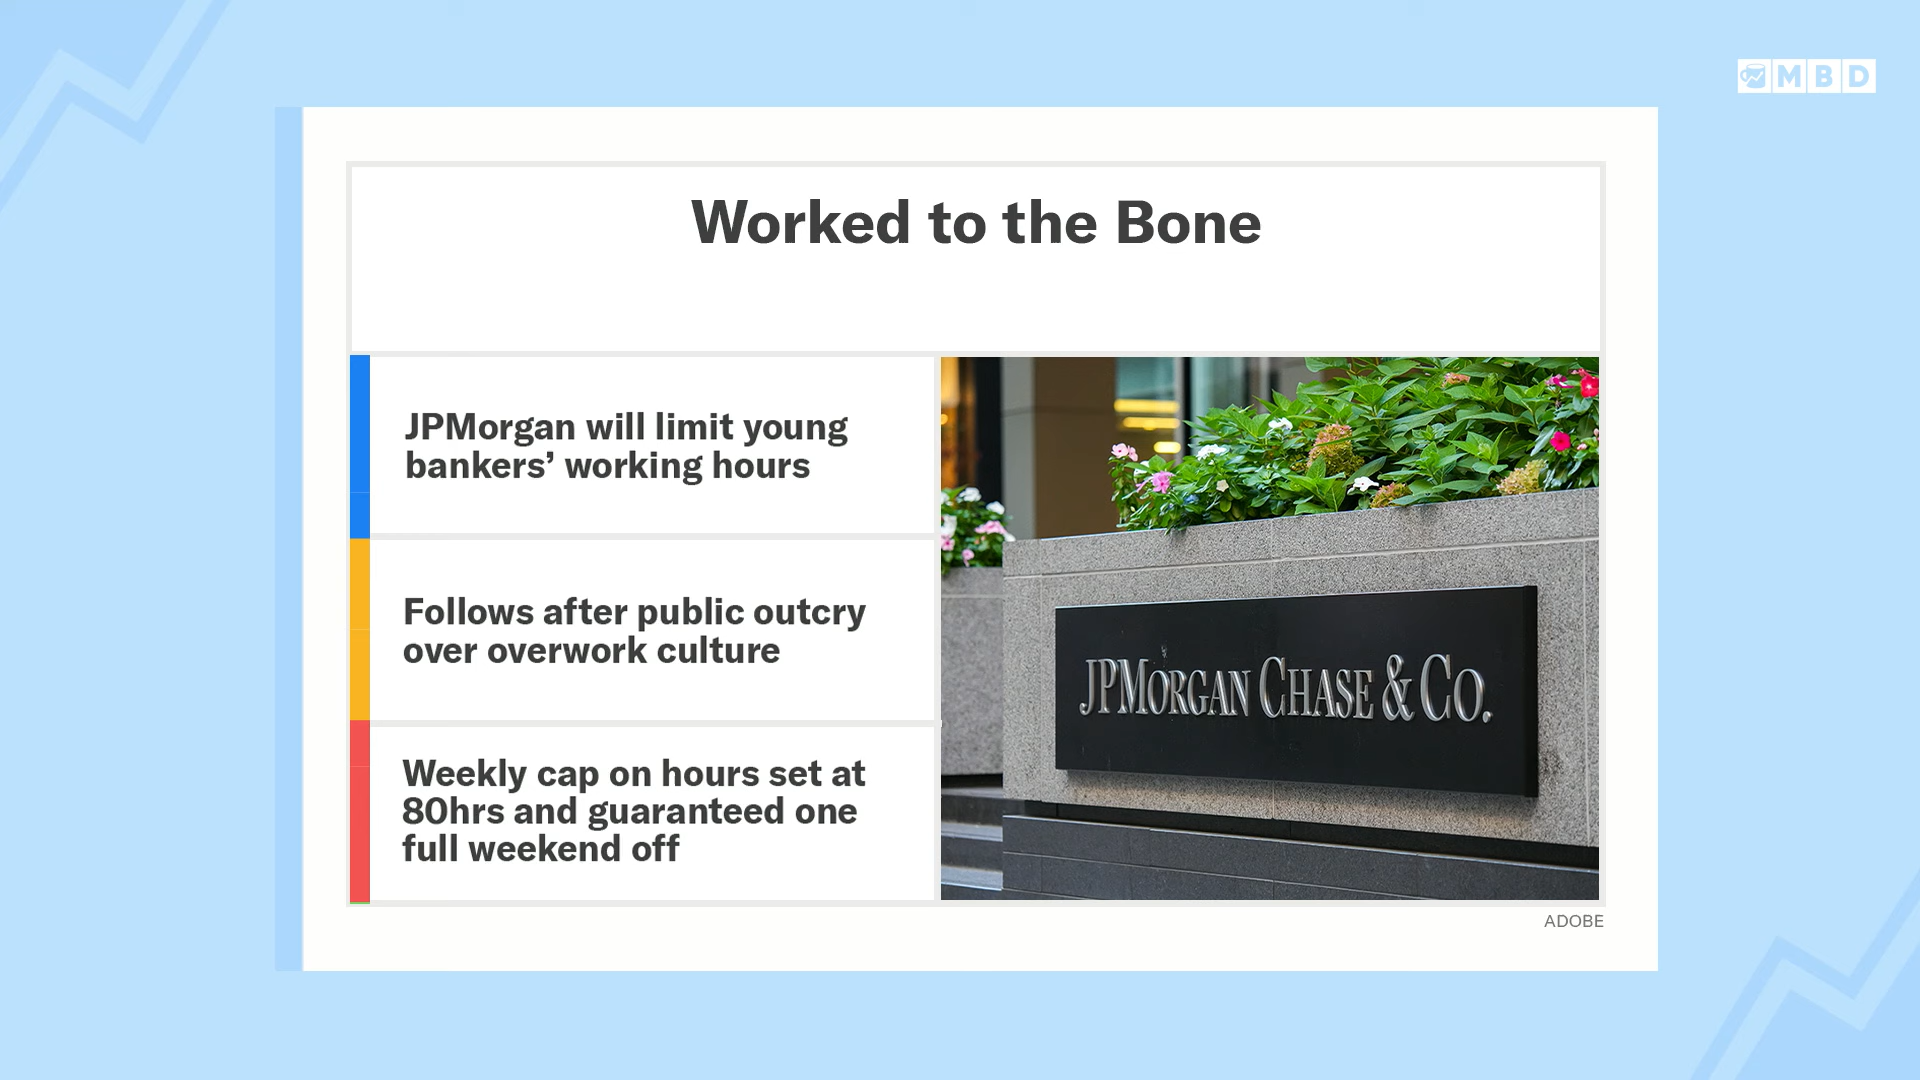 MBD
Worked to the Bone
JPMorgan will limit young
bankers’ working hours
Follows after public outcry
over overwork culture
Weekly cap on hours set at
80hrs and guaranteed one
full weekend off
JPMORGAN CHASE & CO.
ADOBE